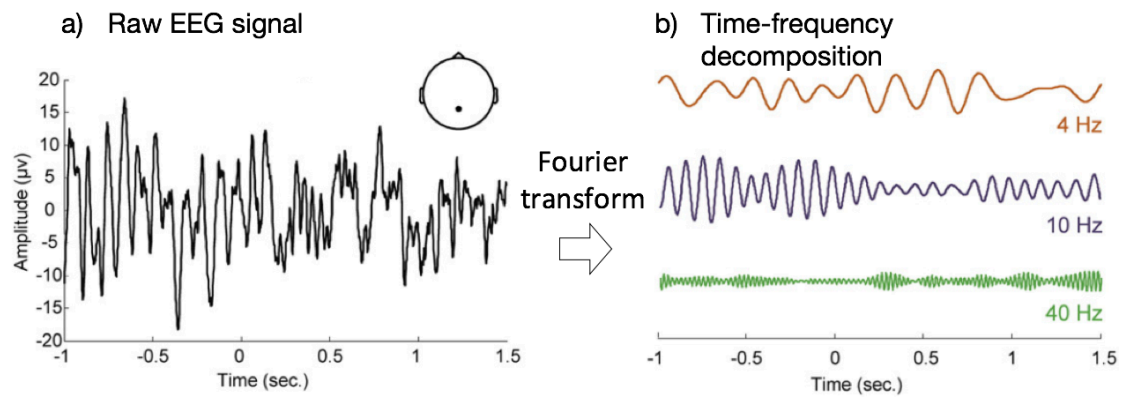 a) Raw EEG signal
20
15
10
5
0
-5
-10
-15
-20
Amplitude (μv)
-1 -0.5 0 0.5 1 1.5
Time (sec.)
Fourier
transform
b) Time-frequency
decomposition
4 Hz
10 Hz
40 Hz
-1 -0.5 0 0.5 1 1.5
Time (sec.)